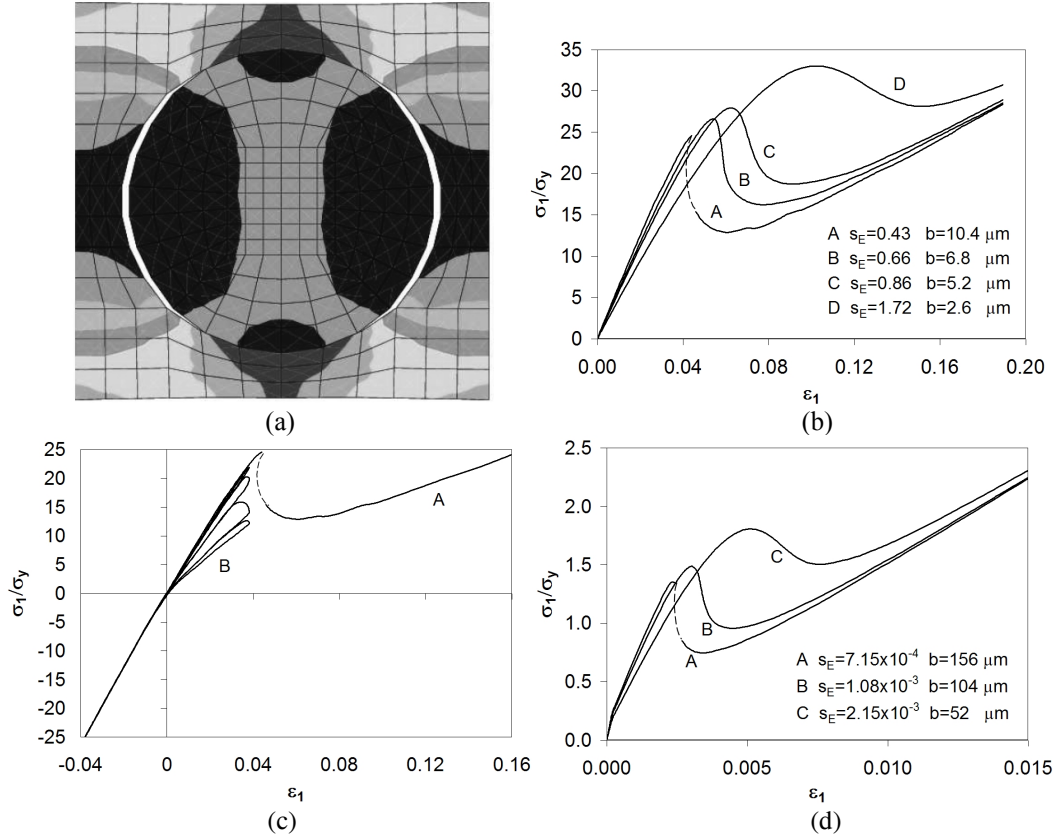 (a)
35
30
25
20
15
10
5
0
σ₁/σy
0.00 0.04 0.08 0.12 0.16 0.20
ε₁
A
B
C
D
A sE=0.43 b=10.4 μm
B sE=0.66 b=6.8 μm
C sE=0.86 b=5.2 μm
D sE=1.72 b=2.6 μm
(b)
25
20
15
10
5
0
-5
-10
-15
-20
-25
σ₁/σy
-0.04 0 0.04 0.08 0.12 0.16
ε₁
A
B
(c)
2.5
2.0
1.5
1.0
0.5
0.0
σ₁/σy
0.000 0.005 0.010 0.015
ε₁
C
B
A
A sE=7.15x10⁻⁴ b=156 μm
B sE=1.08x10⁻³ b=104 μm
C sE=2.15x10⁻³ b=52 μm
(d)